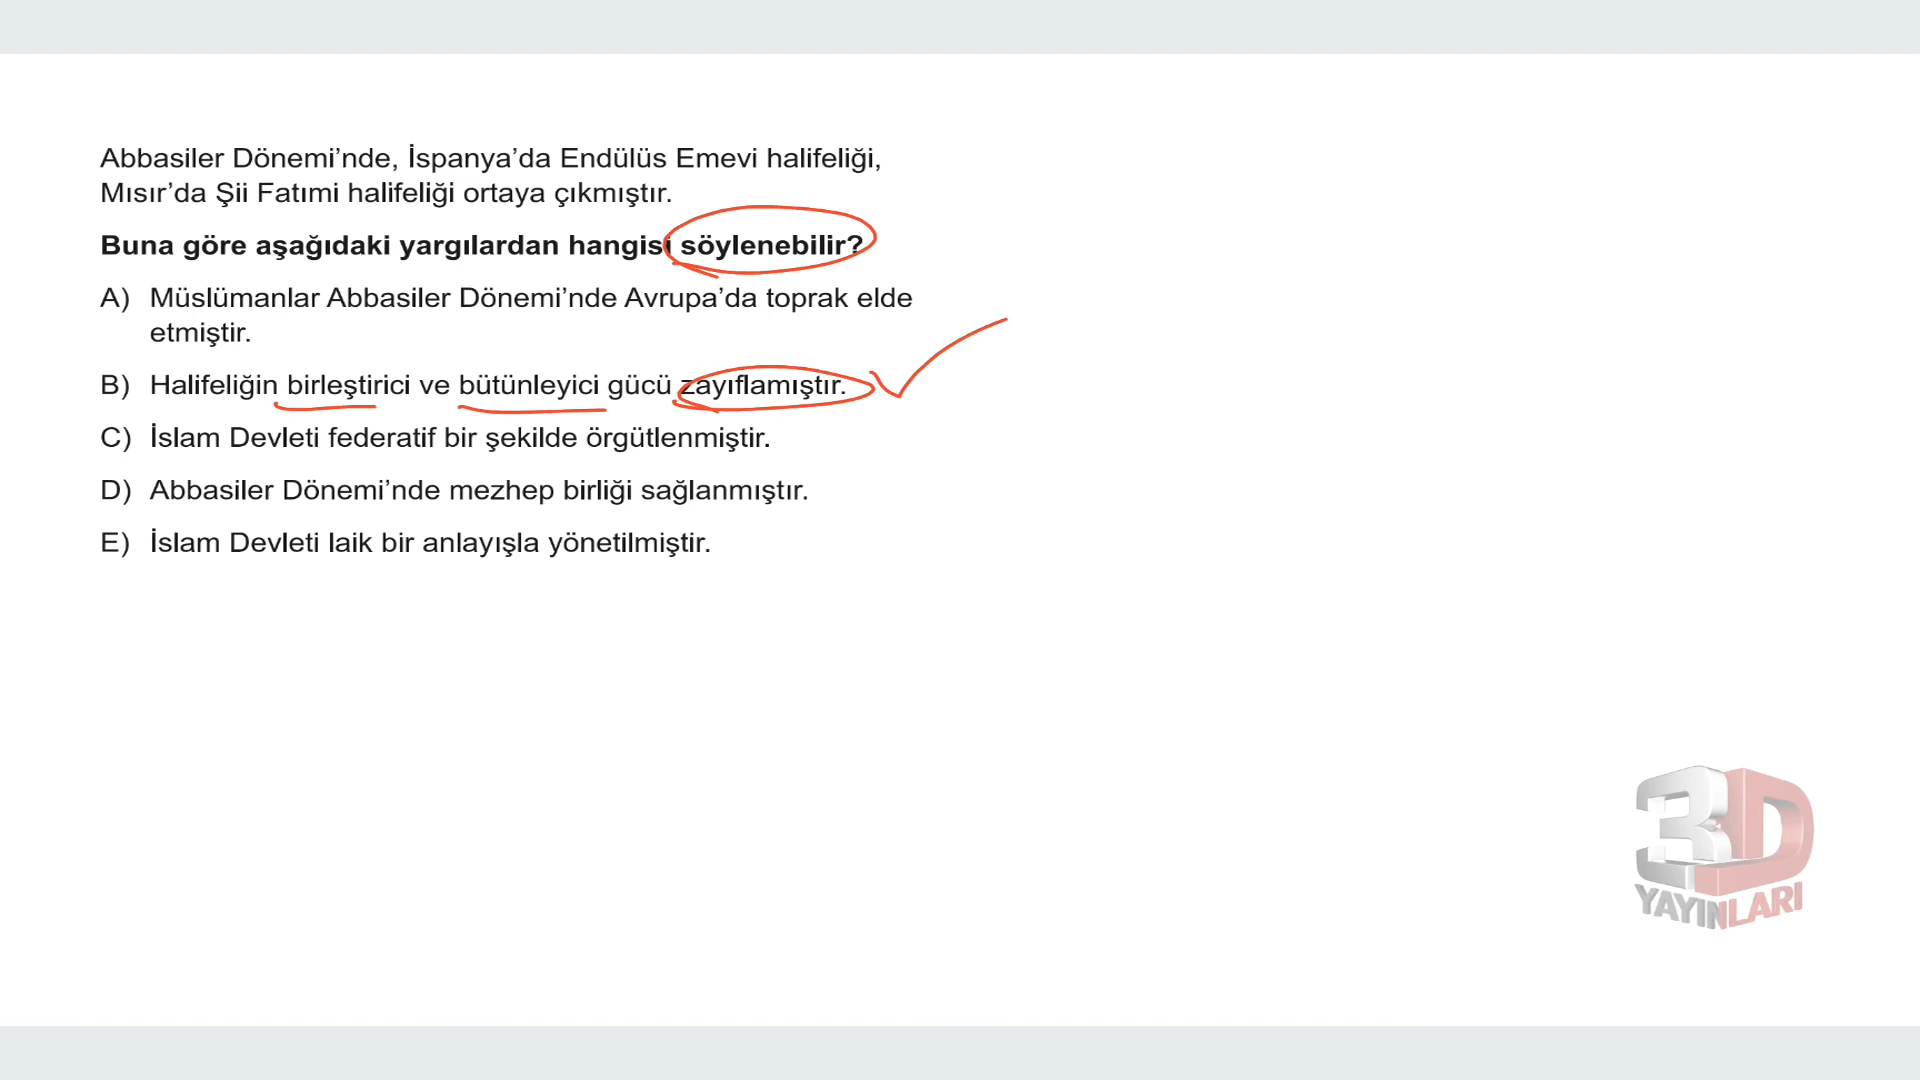 Abbasiler Dönemi’nde, İspanya’da Endülüs Emevi halifeliği,
Mısır’da Şii Fatımi halifeliği ortaya çıkmıştır.
Buna göre aşağıdaki yargılardan hangisi söylenebilir?
A) Müslümanlar Abbasiler Dönemi’nde Avrupa’da toprak elde
etmiştir.
B) Halifeliğin birleştirici ve bütünleyici gücü zayıflamıştır.
C) İslam Devleti federatif bir şekilde örgütlenmiştir.
D) Abbasiler Dönemi’nde mezhep birliği sağlanmıştır.
E) İslam Devleti laik bir anlayışla yönetilmiştir.
3D
YAYINLARI